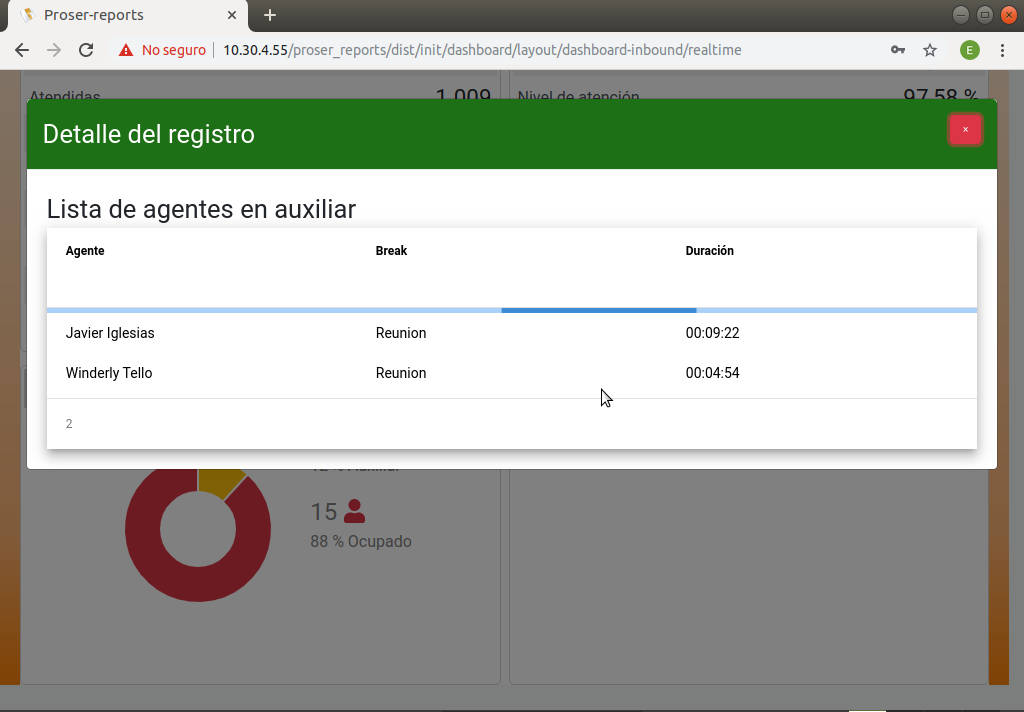 Proser-reports
No seguro
10.30.4.55/proser_reports/dist/init/dashboard/layout/dashboard-inbound/realtime
E
Atendidas 1,009 Nivel de atención 97.58 %
Detalle del registro
×
Lista de agentes en auxiliar
Agente Break Duración
Javier Iglesias Reunion 00:09:22
Winderly Tello Reunion 00:04:54
2
15
88 % Ocupado